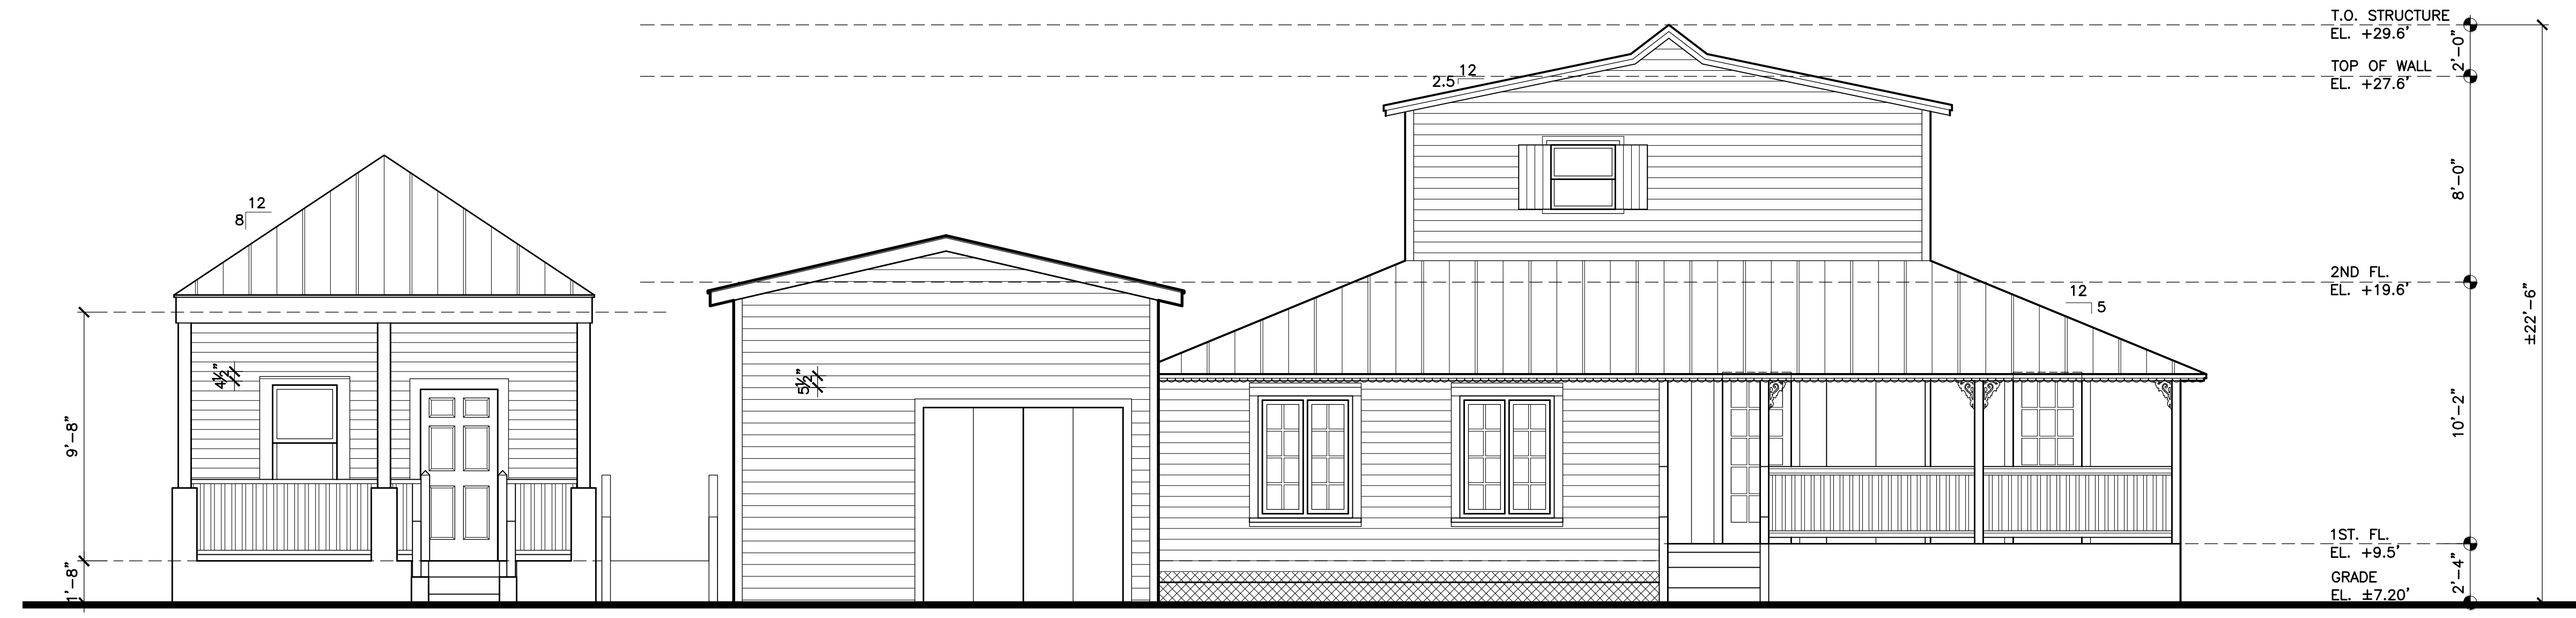 T.O. STRUCTURE
EL. +29.6'
2'-0"
TOP OF WALL
EL. +27.6'
12
2.5
8'-0"
12
8
2ND FL.
EL. +19.6'
12
5
±22'-6"
4½"
5½"
9'-8"
10'-2"
1ST. FL.
EL. +9.5'
1'-8"
2'-4"
GRADE
EL. ±7.20'